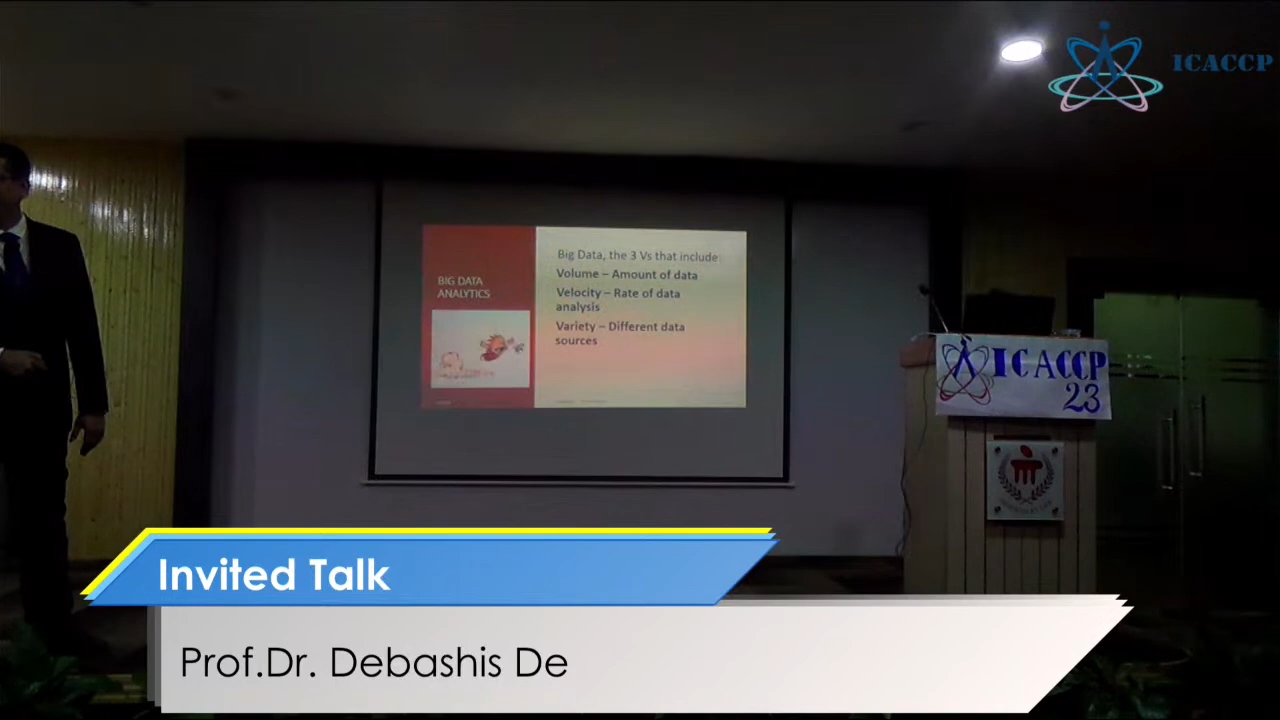 ICACCP
BIG DATA
ANALYTICS
Big Data, the 3 Vs that include
Volume – Amount of data
Velocity – Rate of data
analysis
Variety – Different data
sources
ICACCP
23
Invited Talk
Prof.Dr. Debashis De